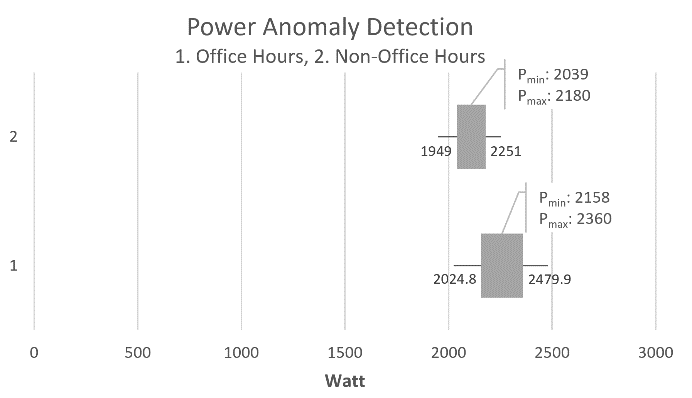 Power Anomaly Detection
1. Office Hours, 2. Non-Office Hours
Pmin: 2039
Pmax: 2180
2
1949
2251
Pmin: 2158
Pmax: 2360
1
2024.8
2479.9
0
500
1000
1500
2000
2500
3000
Watt